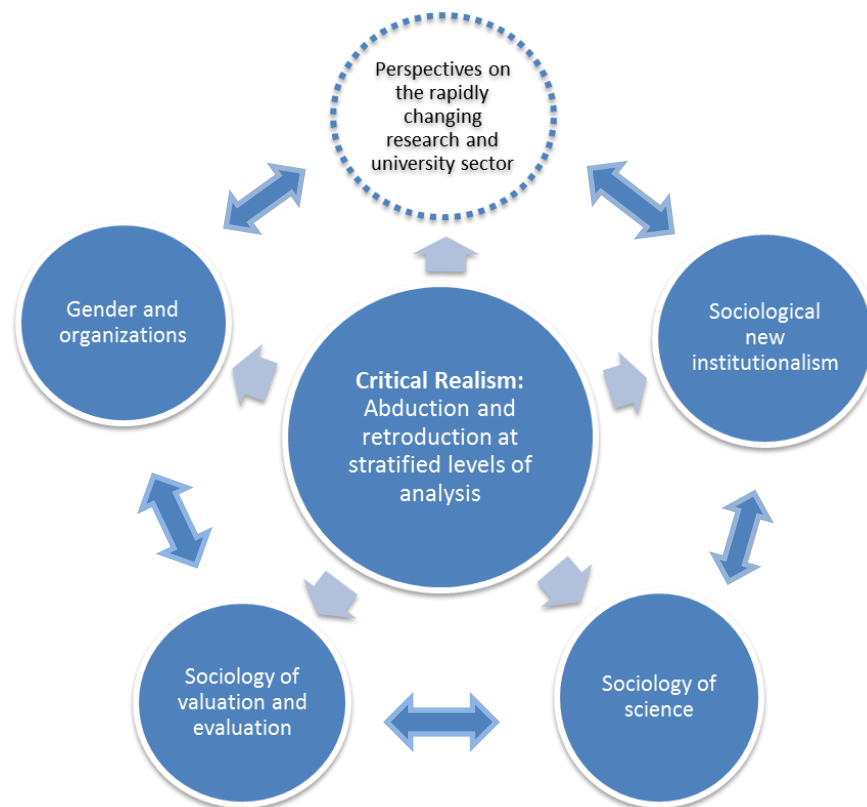 Perspectives on
the rapidly
changing
research and
university sector
Gender and
organizations
Sociological
new
institutionalism
Critical Realism:
Abduction and
retroduction at
stratified levels of
analysis
Sociology of
valuation and
evaluation
Sociology of
science